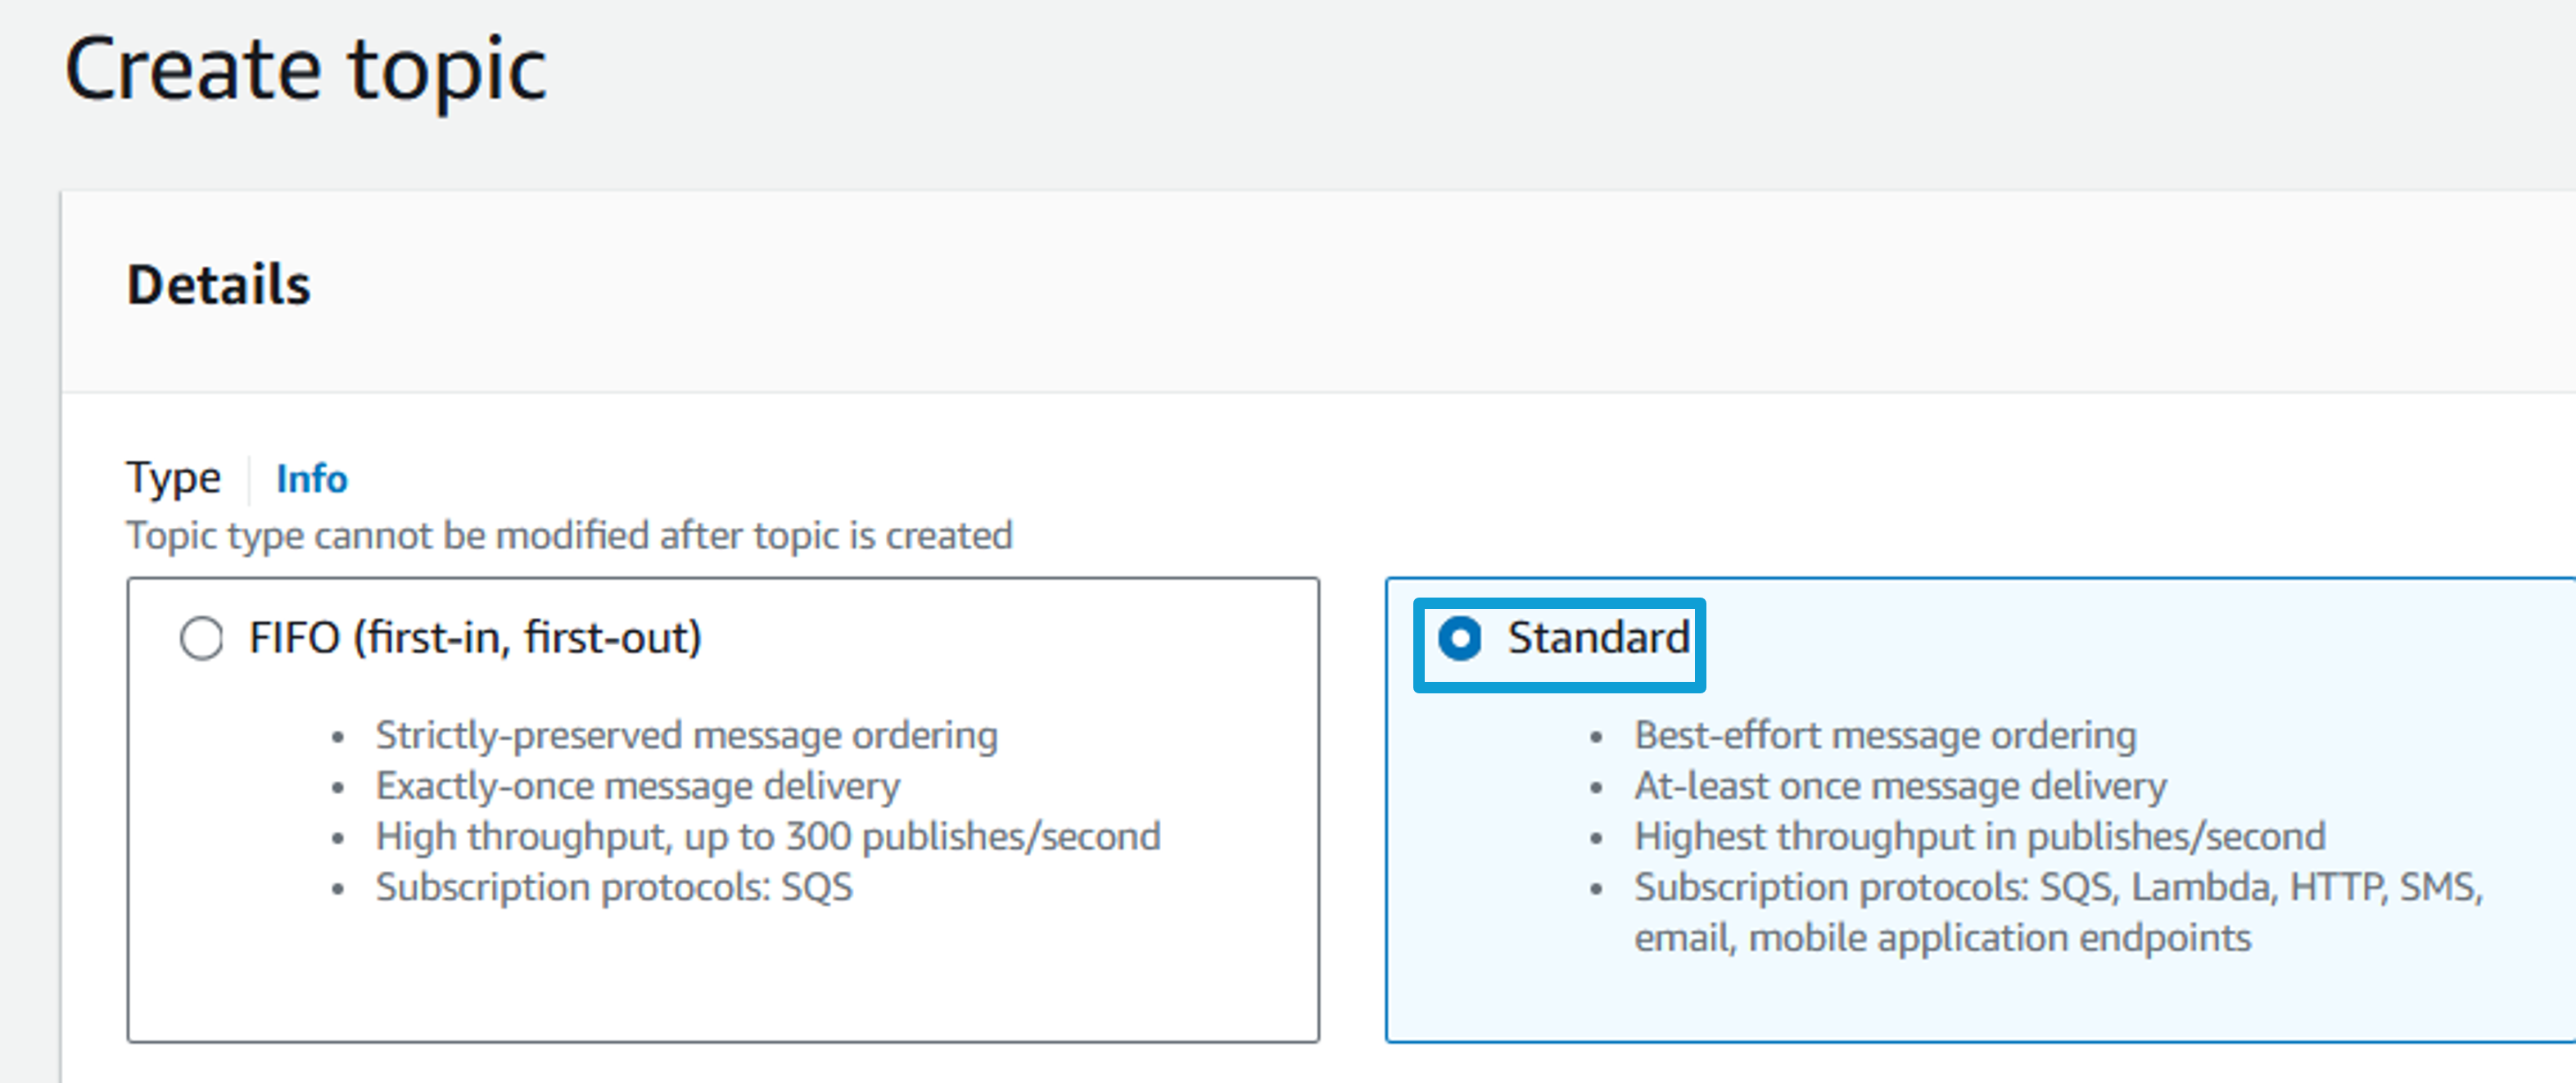 Create topic
Details
Type Info
Topic type cannot be modified after topic is created
FIFO (first-in, first-out)
Strictly-preserved message ordering
Exactly-once message delivery
High throughput, up to 300 publishes/second
Subscription protocols: SQS
Standard
Best-effort message ordering
At-least once message delivery
Highest throughput in publishes/second
Subscription protocols: SQS, Lambda, HTTP, SMS,
email, mobile application endpoints